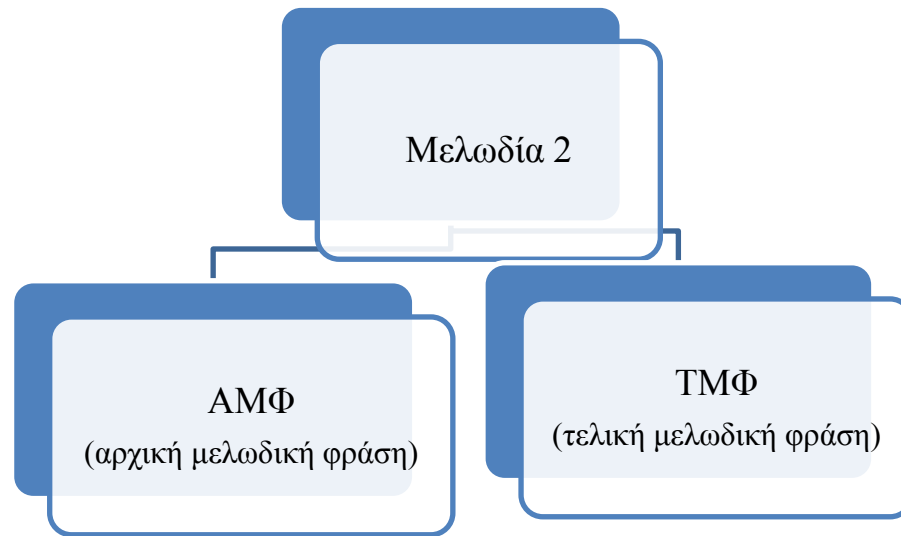 Μελωδία 2
ΑΜΦ
(αρχική μελωδική φράση)
ΤΜΦ
(τελική μελωδική φράση)